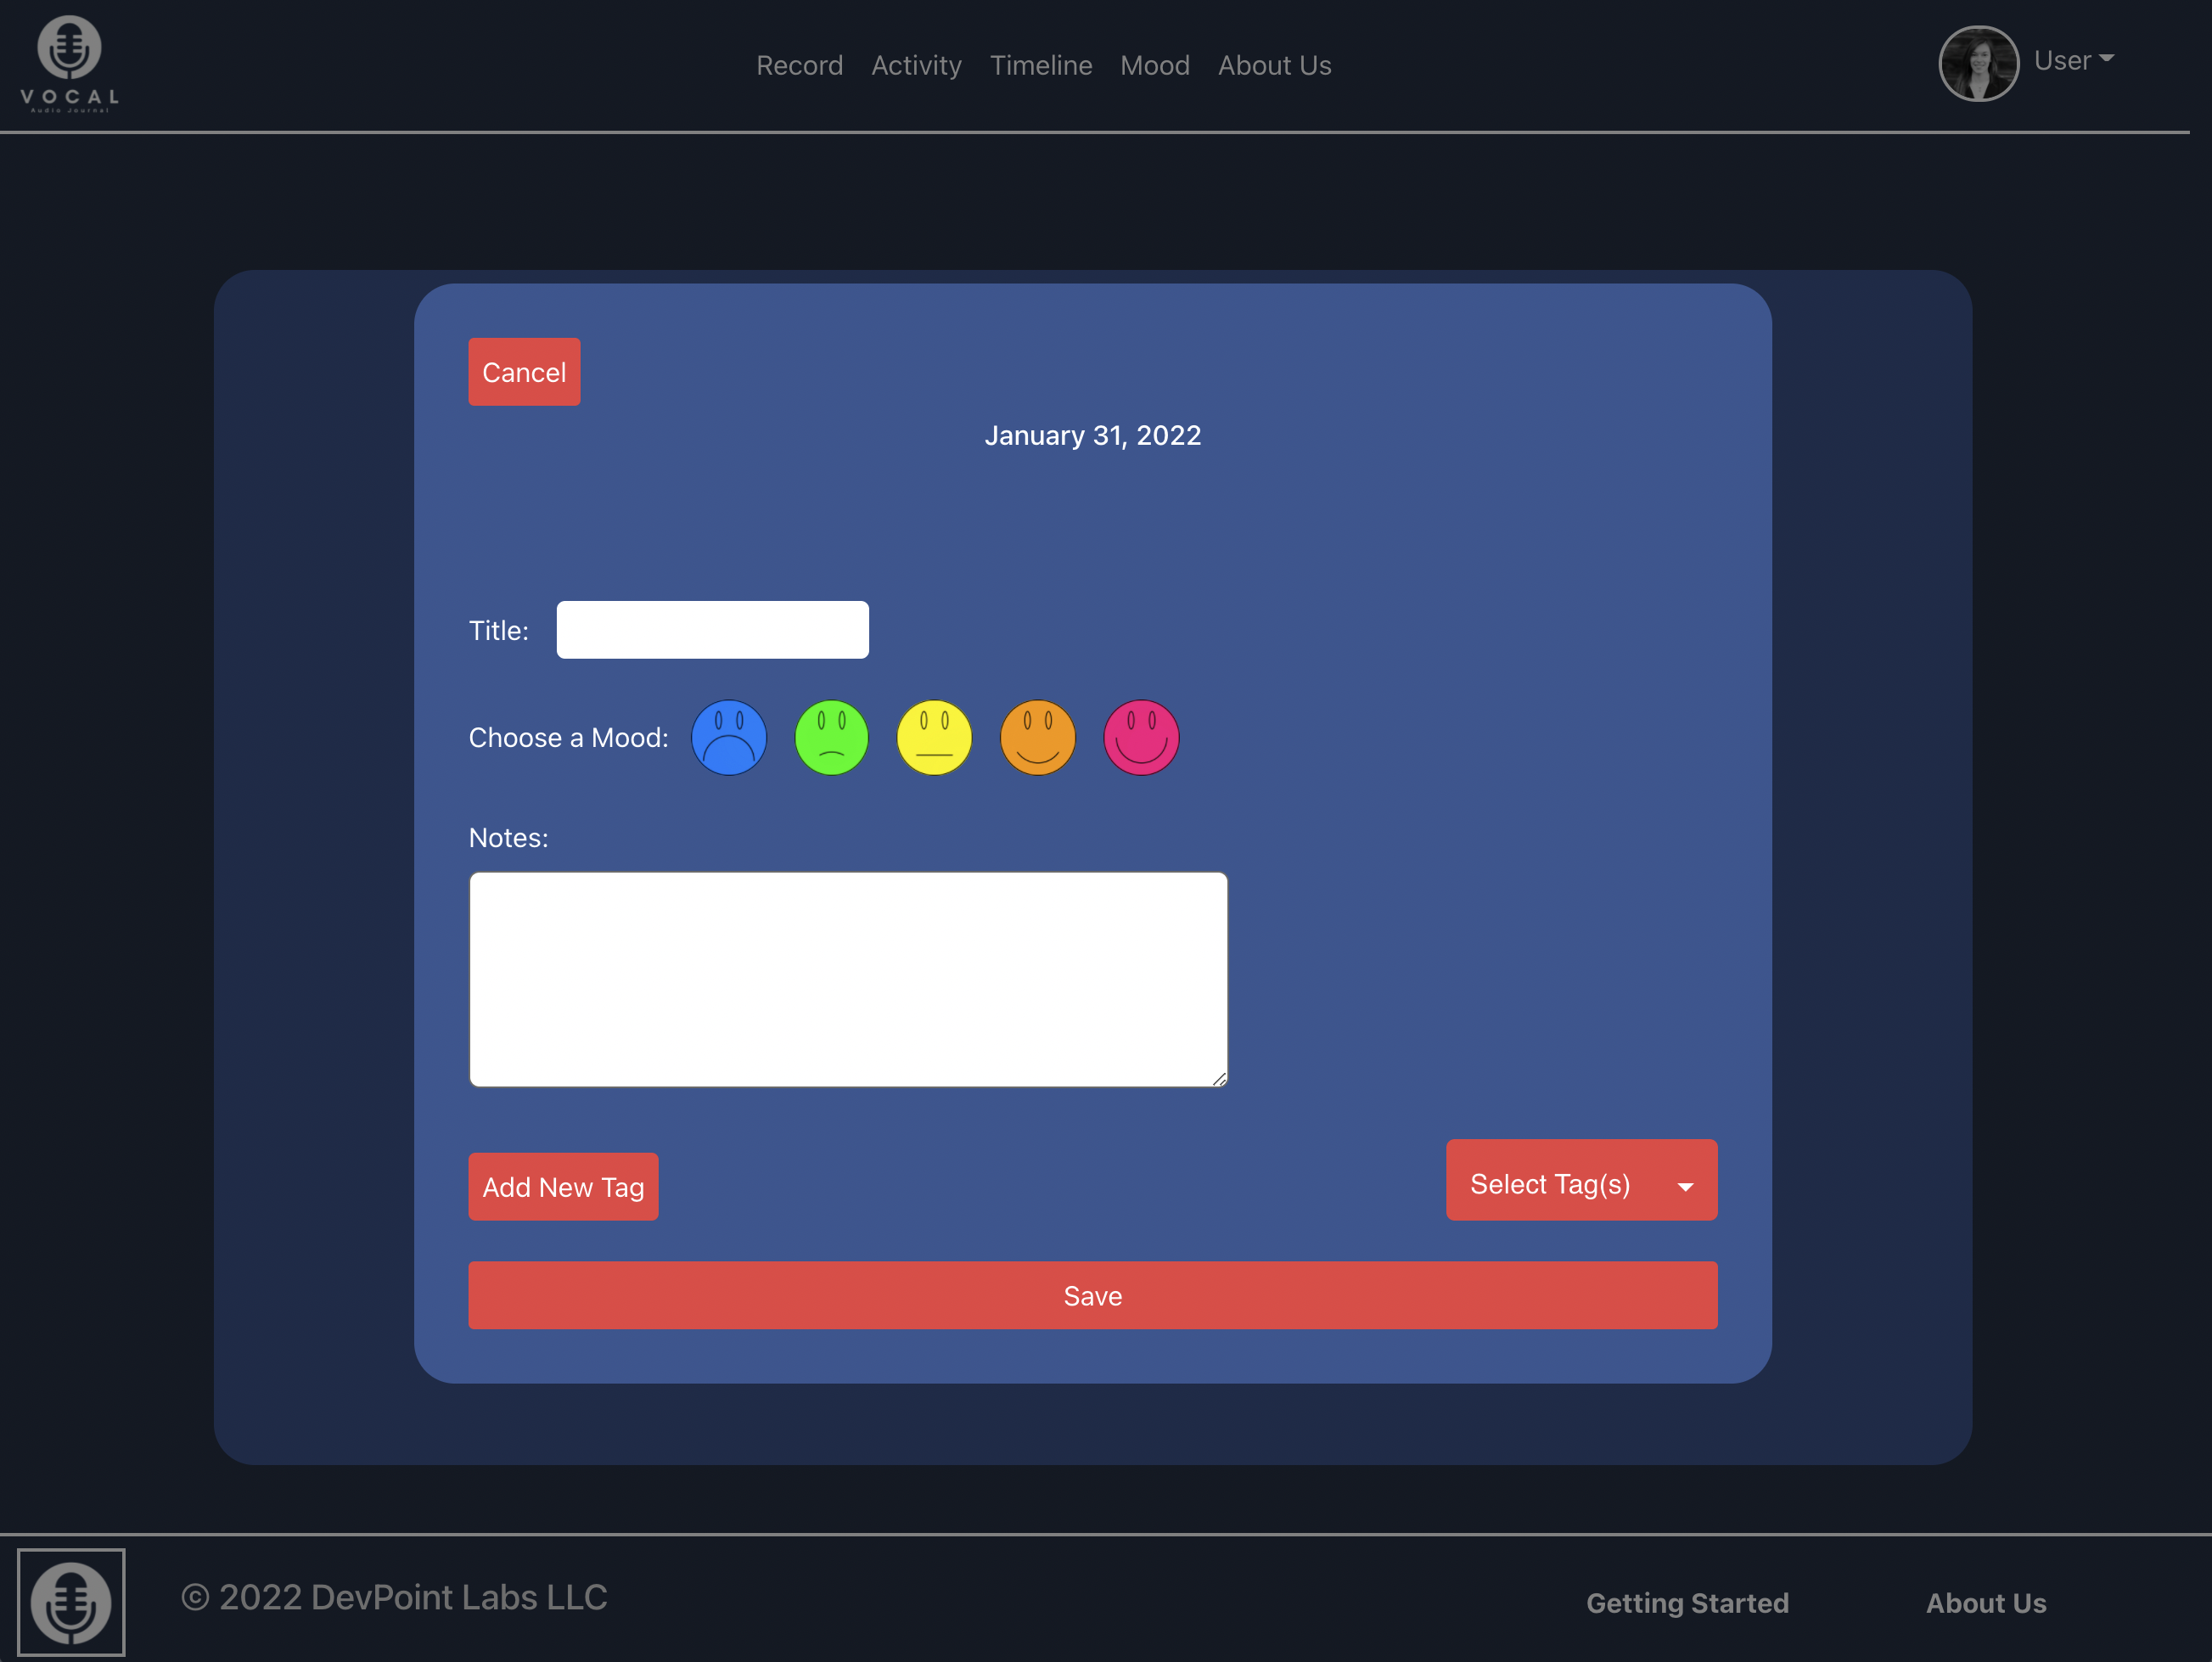 VOCAL
Audio Journal
Record Activity Timeline Mood About Us
User
Cancel
January 31, 2022
Title:
Choose a Mood:
Notes:
Add New Tag
Select Tag(s)
Save
© 2022 DevPoint Labs LLC
Getting Started
About Us